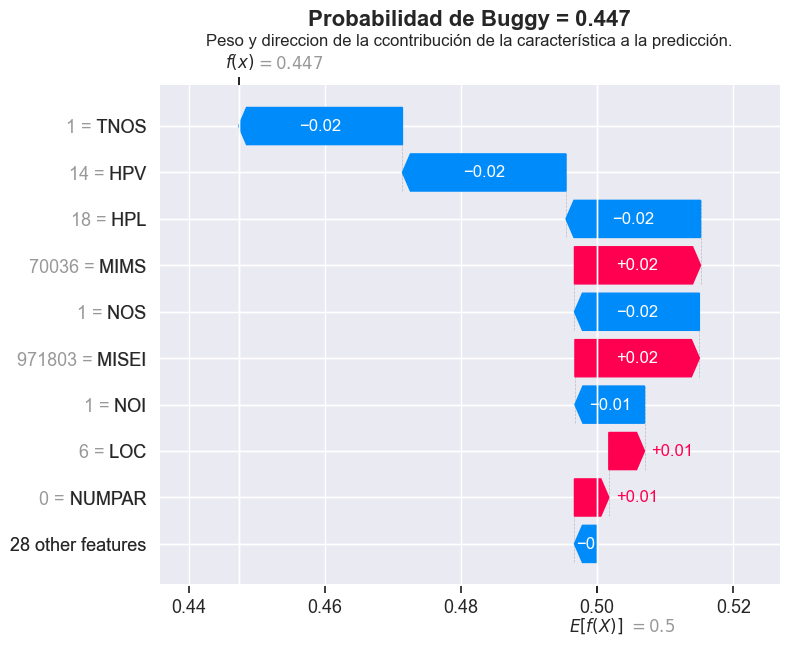 Probabilidad de Buggy = 0.447
Peso y direccion de la ccontribución de la característica a la predicción.
f(x) = 0.447
1 = TNOS −0.02
14 = HPV −0.02
18 = HPL −0.02
70036 = MIMS +0.02
1 = NOS −0.02
971803 = MISEI +0.02
1 = NOI −0.01
6 = LOC +0.01
0 = NUMPAR +0.01
28 other features −0
0.44 0.46 0.48 0.50 0.52
E[f(X)] = 0.5